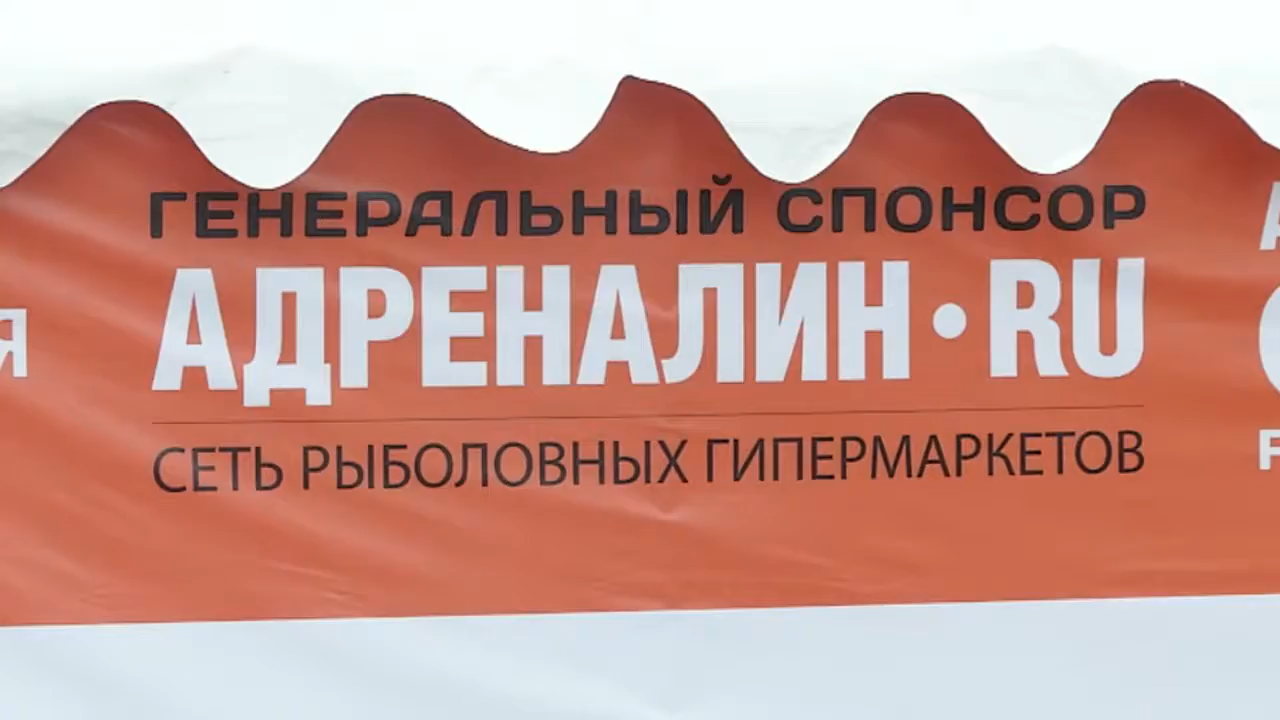 ГЕНЕРАЛЬНЫЙ СПОНСОР
АДРЕНАЛИН•RU
СЕТЬ РЫБОЛОВНЫХ ГИПЕРМАРКЕТОВ